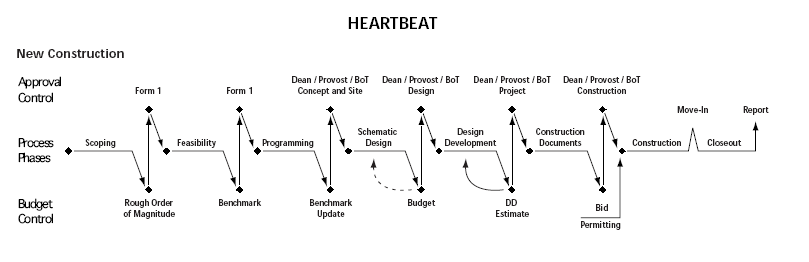 HEARTBEAT
New Construction
Approval
Control
Form 1
Form 1
Dean / Provost / BoT
Concept and Site
Dean / Provost / BoT
Design
Dean / Provost / BoT
Project
Dean / Provost / BoT
Construction
Move-In
Report
Process
Phases
Scoping
Feasibility
Programming
Schematic
Design
Design
Development
Construction
Documents
Construction
Closeout
Budget
Control
Rough Order
of Magnitude
Benchmark
Benchmark
Update
Budget
DD
Estimate
Bid
Permitting